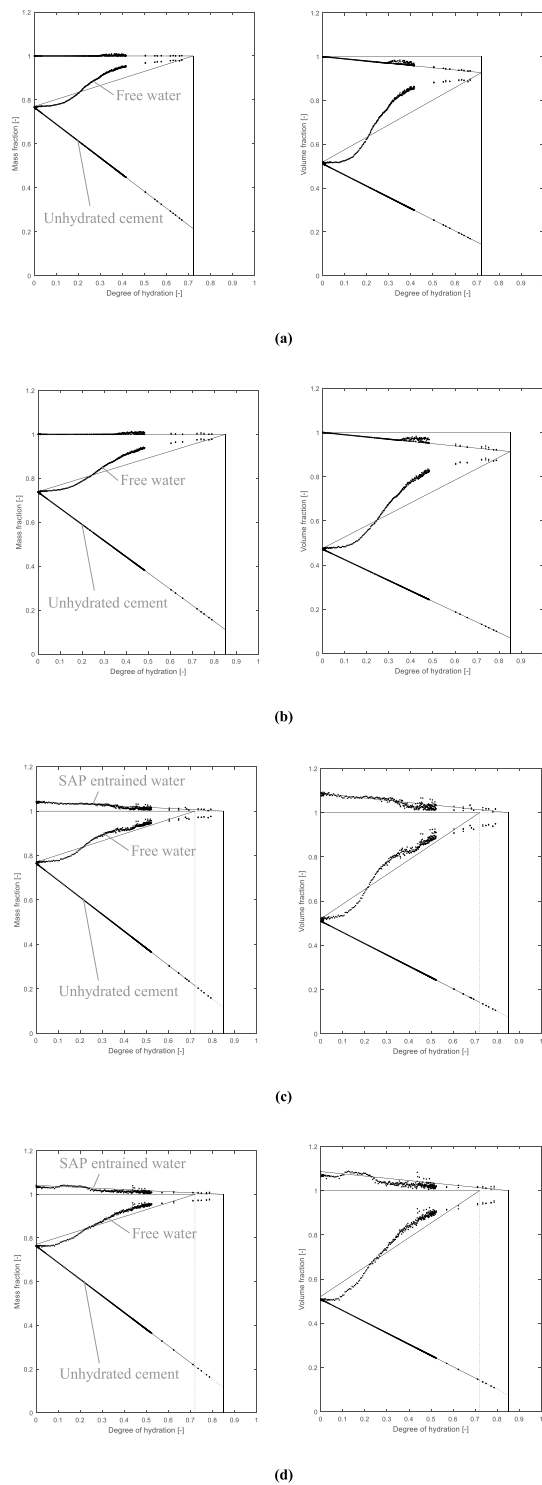 1.2
1
0.8
0.6
0.4
0.2
0
Mass fraction [-]
Free water
Unhydrated cement
0 0.1 0.2 0.3 0.4 0.5 0.6 0.7 0.8 0.9 1
Degree of hydration [-]
1.2
1
0.8
0.6
0.4
0.2
0
Volume fraction [-]
0 0.1 0.2 0.3 0.4 0.5 0.6 0.7 0.8 0.9 1
Degree of hydration [-]
(a)
1.2
1
0.8
0.6
0.4
0.2
0
Mass fraction [-]
Free water
Unhydrated cement
0 0.1 0.2 0.3 0.4 0.5 0.6 0.7 0.8 0.9 1
Degree of hydration [-]
1.2
1
0.8
0.6
0.4
0.2
0
Volume fraction [-]
0 0.1 0.2 0.3 0.4 0.5 0.6 0.7 0.8 0.9 1
Degree of hydration [-]
(b)
1.2
1
0.8
0.6
0.4
0.2
0
Mass fraction [-]
SAP entrained water
Free water
Unhydrated cement
0 0.1 0.2 0.3 0.4 0.5 0.6 0.7 0.8 0.9 1
Degree of hydration [-]
1.2
1
0.8
0.6
0.4
0.2
0
Volume fraction [-]
0 0.1 0.2 0.3 0.4 0.5 0.6 0.7 0.8 0.9 1
Degree of hydration [-]
(c)
1.2
1
0.8
0.6
0.4
0.2
0
Mass fraction [-]
SAP entrained water
Free water
Unhydrated cement
0 0.1 0.2 0.3 0.4 0.5 0.6 0.7 0.8 0.9 1
Degree of hydration [-]
1.2
1
0.8
0.6
0.4
0.2
0
Volume fraction [-]
0 0.1 0.2 0.3 0.4 0.5 0.6 0.7 0.8 0.9 1
Degree of hydration [-]
(d)